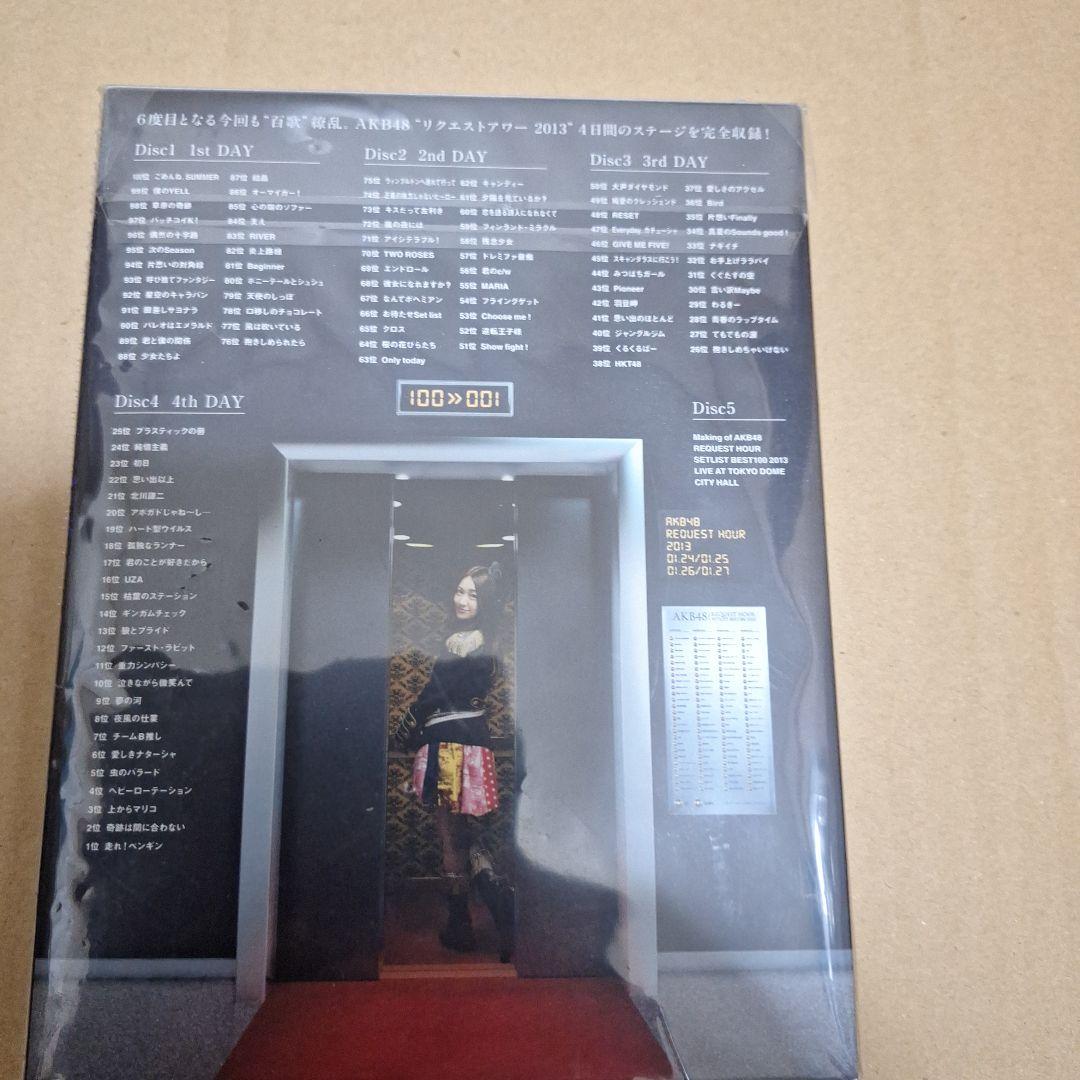 6度目となる今回も“百歌”繚乱。AKB48 “リクエストアワー 2013” 4日間のステージを完全収録！
Disc1 1st DAY
100位 ごめんね、SUMMER
99位 僕のYELL
98位 草原の奇跡
97位 バッチコイK!
96位 偶然の十字路
95位 次のSeason
94位 片思いの対角線
93位 呼び捨てファンタジー
92位 星空のキャラバン
91位 鏡座しサヨナラ
90位 パレオはエメラルド
89位 君と僕の関係
88位 少女たちよ
87位 結晶
86位 オーマイガー！
85位 心の端のソファー
84位 支え
83位 RIVER
82位 炎上路線
81位 Beginner
80位 ポニーテールとシュシュ
79位 天使のしっぽ
78位 口移しのチョコレート
77位 風は吹いている
76位 抱きしめられたら
Disc2 2nd DAY
75位 ウィンブルドンへ連れて行って
74位 正義の味方じゃないヒーロー
73位 キスだって左利き
72位 嵐の夜には
71位 アイシテラブル！
70位 TWO ROSES
69位 エンドロール
68位 彼女になれますか？
67位 なんてボヘミアン
66位 お待たせSet list
65位 クロス
64位 桜の花びらたち
63位 Only today
62位 キャンディー
61位 夕陽を見ているか？
60位 恋を語る詩人になれなくて
59位 フィンランド・ミラクル
58位 残念少女
57位 ドレミファ音痴
56位 君のc/w
55位 MARIA
54位 フライングゲット
53位 Choose me！
52位 逆転王子様
51位 Show fight！
Disc3 3rd DAY
50位 大声ダイヤモンド
49位 純愛のクレッシェンド
48位 RESET
47位 Everyday、カチューシャ
46位 GIVE ME FIVE!
45位 スキャンダラスに行こう！
44位 みつばちガール
43位 Pioneer
42位 羽豆岬
41位 思い出のほとんど
40位 ジャングルジム
39位 くるくるぱー
38位 HKT48
37位 愛しさのアクセル
36位 Bird
35位 片想いFinally
34位 真夏のSounds good！
33位 ナギイチ
32位 お手上げララバイ
31位 くぐたすの空
30位 言い訳Maybe
29位 わるきー
28位 青春のラップタイム
27位 てもでもの涙
26位 抱きしめちゃいけない
100≫001
Disc4 4th DAY
25位 プラスティックの唇
24位 純情主義
23位 初日
22位 思い出以上
21位 北川謙二
20位 アボガドじゃね〜し…
19位 ハート型ウイルス
18位 孤独なランナー
17位 君のことが好きだから
16位 UZA
15位 枯葉のステーション
14位 ギンガムチェック
13位 狼とプライド
12位 ファースト・ラビット
11位 重力シンパシー
10位 泣きながら微笑んで
9位 夢の河
8位 夜風の仕業
7位 チームB推し
6位 愛しきナターシャ
5位 虫のバラード
4位 ヘビーローテーション
3位 上からマリコ
2位 奇跡は間に合わない
1位 走れ！ペンギン
Disc5
Making of AKB48
REQUEST HOUR
SETLIST BEST100 2013
LIVE AT TOKYO DOME
CITY HALL
AKB48
REQUEST HOUR
2013
01.24/01.25
01.26/01.27
AKB48 REQUEST HOUR